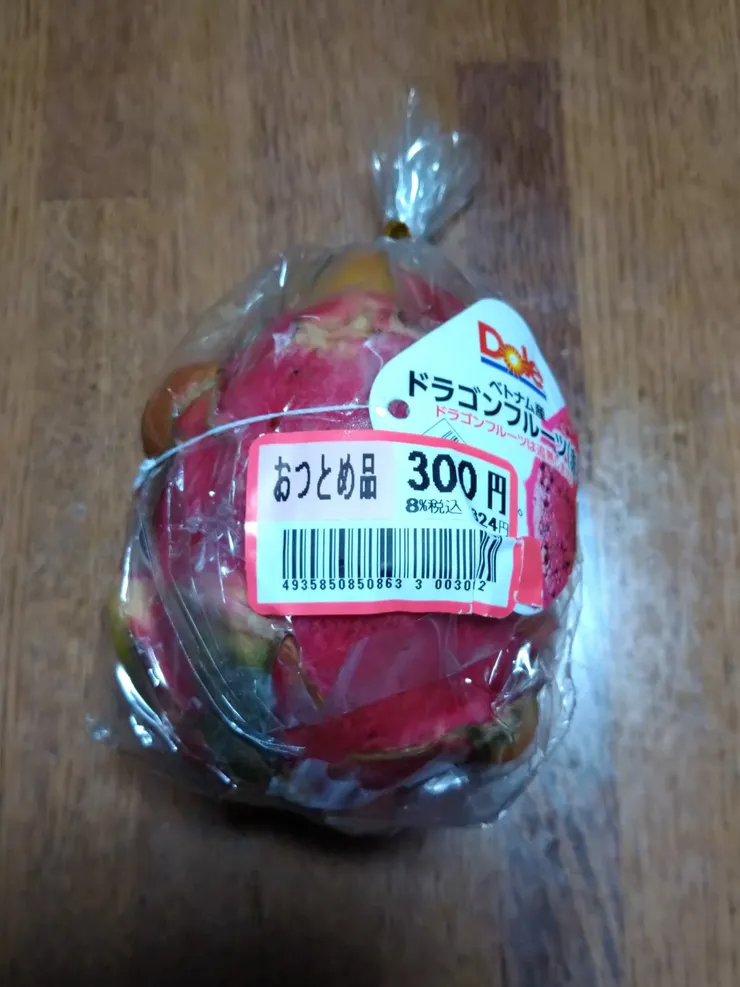 Dole
ベトナム産
ドラゴンフルーツ
ドラゴンフルーツは
おつとめ品
300円
8%税込
324円
4935850850863 3 003012